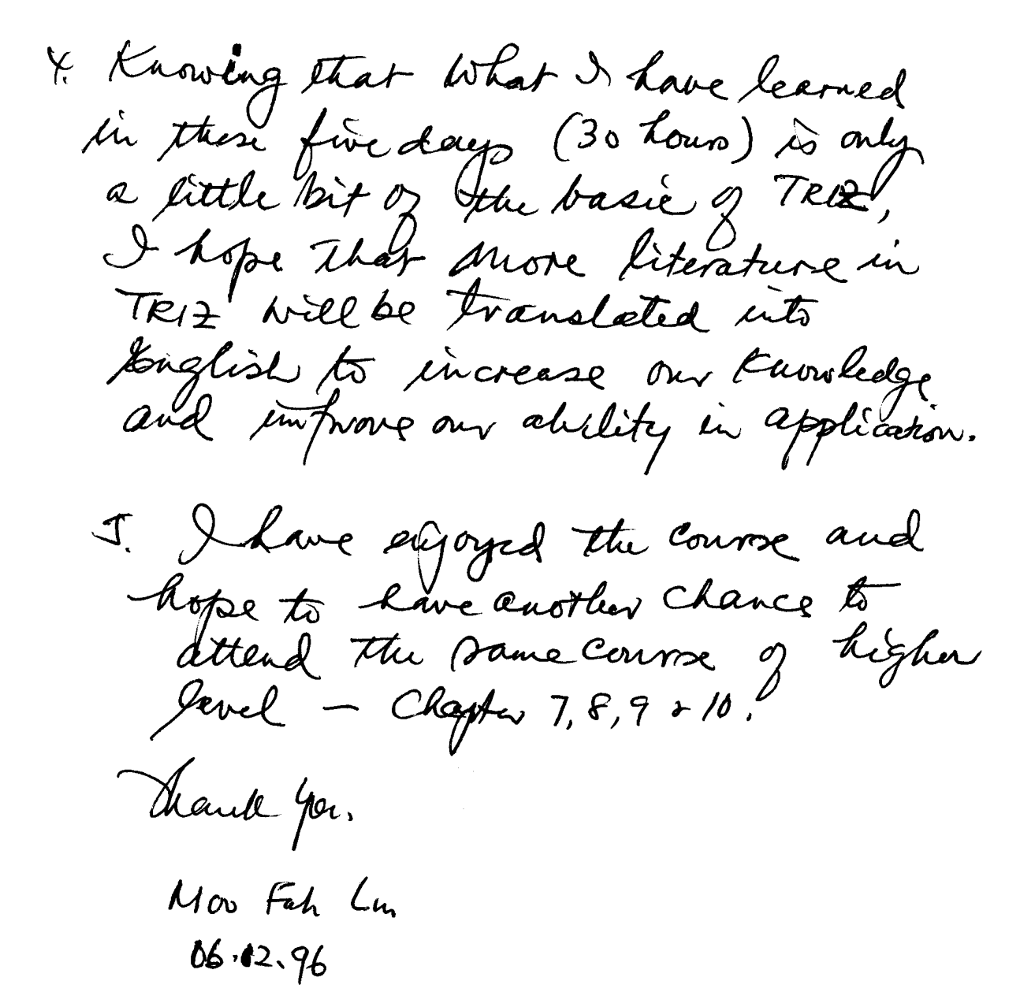 4. Knowing that what I have learned
in these five days (30 hours) is only
a little bit of the basic of TRIZ,
I hope that more literature in
TRIZ will be translated into
English to increase our knowledge
and improve our ability in application.
5. I have enjoyed the course and
hope to have another chance to
attend the same course of higher
level - Chapter 7, 8, 9 & 10.
Thank you.
Moo Fah
06.12.96